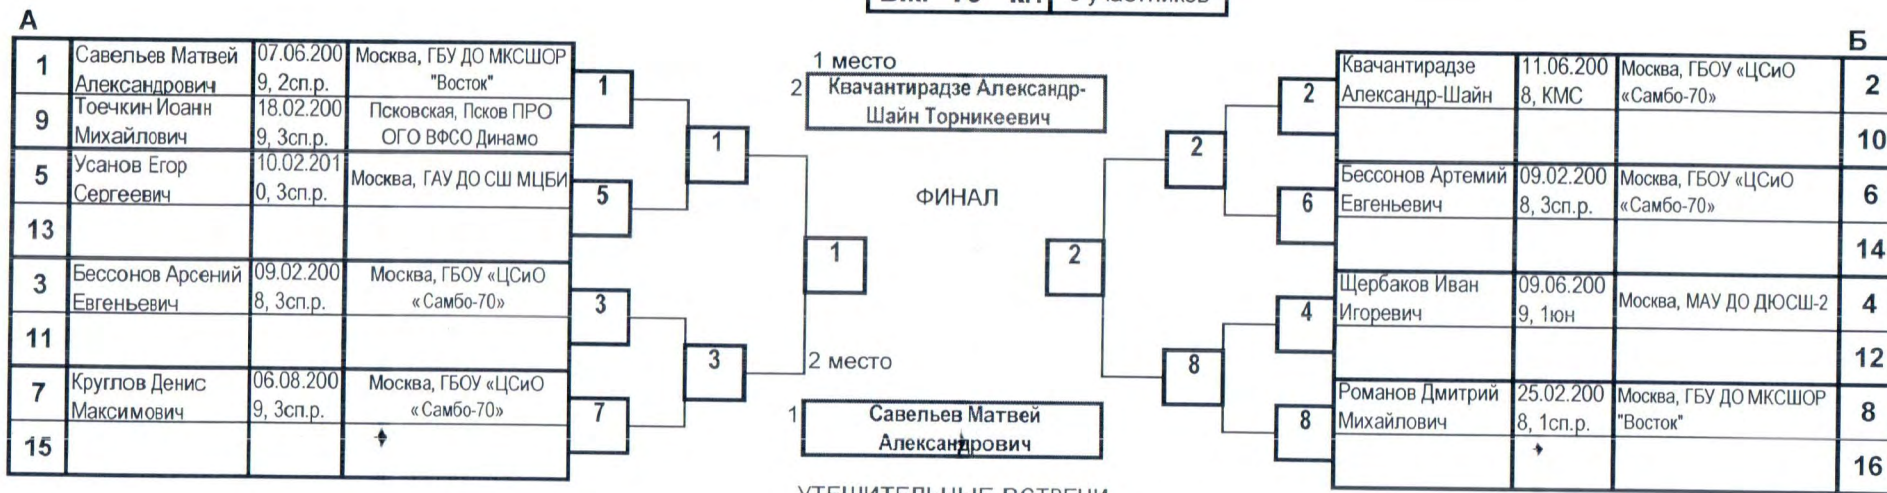 А
1
Савельев Матвей
Александрович
07.06.200
9, 2сп.р.
Москва, ГБУ ДО МКСШОР
"Восток"
9
Тоечкин Иоанн
Михайлович
18.02.200
9, 3сп.р.
Псковская, Псков ПРО
ОГО ВФСО Динамо
5
Усанов Егор
Сергеевич
10.02.201
0, 3сп.р.
Москва, ГАУ ДО СШ МЦБИ
13
3
Бессонов Арсений
Евгеньевич
09.02.200
8, 3сп.р.
Москва, ГБОУ «ЦСиО
«Самбо-70»
11
7
Круглов Денис
Максимович
06.08.200
9, 3сп.р.
Москва, ГБОУ «ЦСиО
«Самбо-70»
15
1
5
3
7
1
3
1
1 место
2
Квачантирадзе Александр-
Шайн Торникеевич
ФИНАЛ
2 место
1
Савельев Матвей
Александрович
2
2
8
2
6
4
8
Б
Квачантирадзе
Александр-Шайн
11.06.200
8, КМС
Москва, ГБОУ «ЦСиО
«Самбо-70»
2
10
Бессонов Артемий
Евгеньевич
09.02.200
8, 3сп.р.
Москва, ГБОУ «ЦСиО
«Самбо-70»
6
14
Щербаков Иван
Игоревич
09.06.200
9, 1юн
Москва, МАУ ДО ДЮСШ-2
4
12
Романов Дмитрий
Михайлович
25.02.200
8, 1сп.р.
Москва, ГБУ ДО МКСШОР
"Восток"
8
16